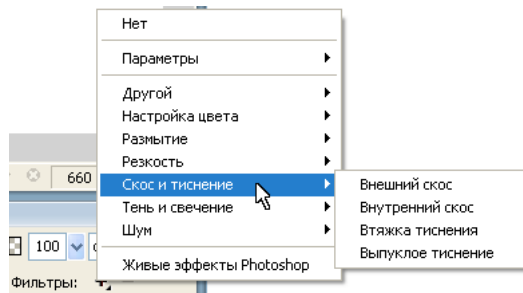 Нет
Параметры
Другой
Настройка цвета
Размытие
Резкость
Скос и тиснение
Тень и свечение
Шум
Живые эффекты Photoshop
Внешний скос
Внутренний скос
Втяжка тиснения
Выпуклое тиснение
660
100
Фильтры: